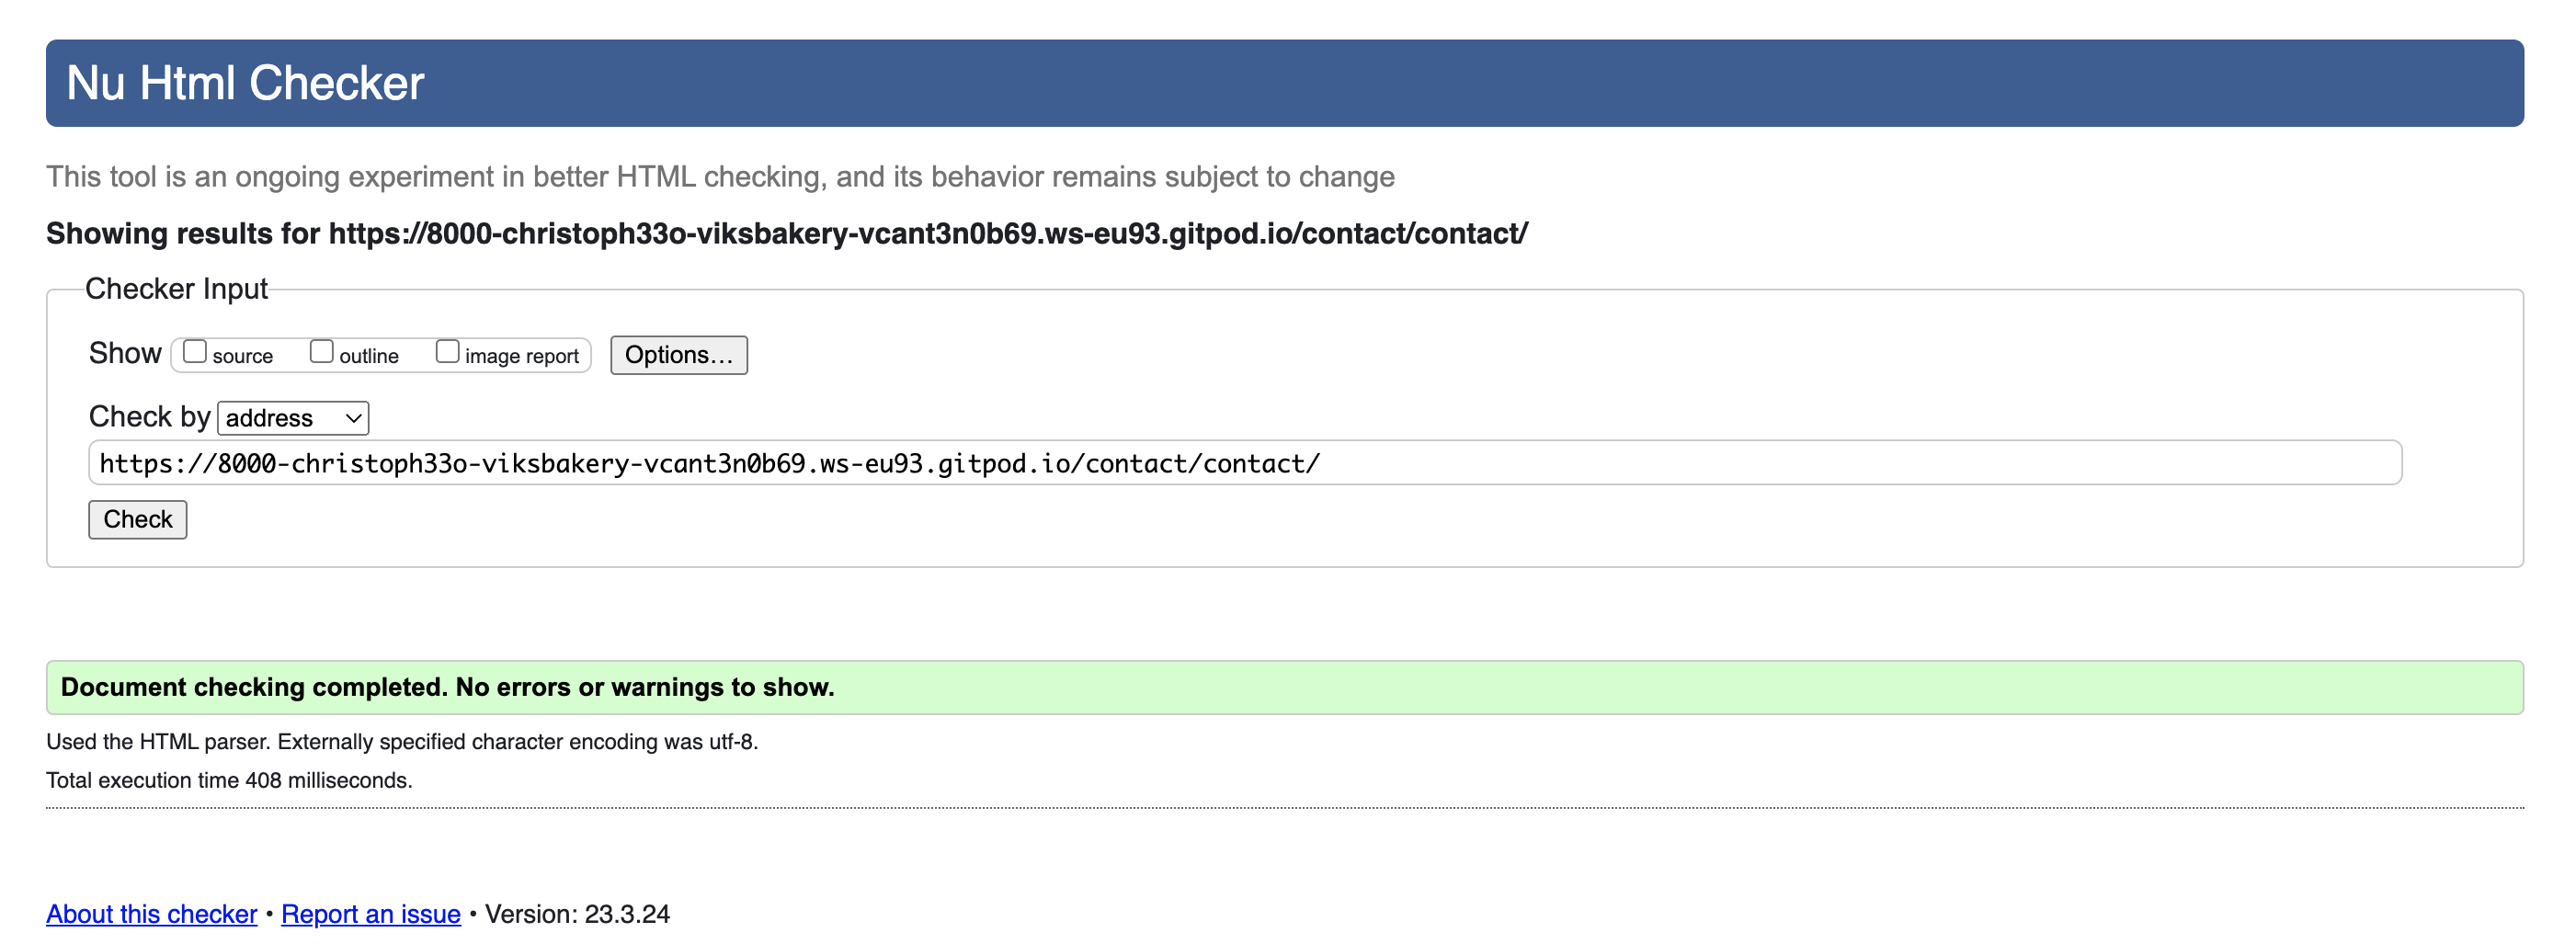 Nu Html Checker
This tool is an ongoing experiment in better HTML checking, and its behavior remains subject to change
Showing results for https://8000-christoph33o-viksbakery-vcant3n0b69.ws-eu93.gitpod.io/contact/contact/
Checker Input
Show source outline image report Options...
Check by address
https://8000-christoph33o-viksbakery-vcant3n0b69.ws-eu93.gitpod.io/contact/contact/
Check
Document checking completed. No errors or warnings to show.
Used the HTML parser. Externally specified character encoding was utf-8.
Total execution time 408 milliseconds.
About this checker • Report an issue • Version: 23.3.24